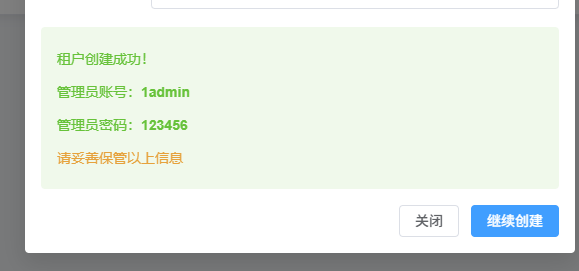 租户创建成功！
管理员账号：1admin
管理员密码：123456
请妥善保管以上信息
关闭 继续创建